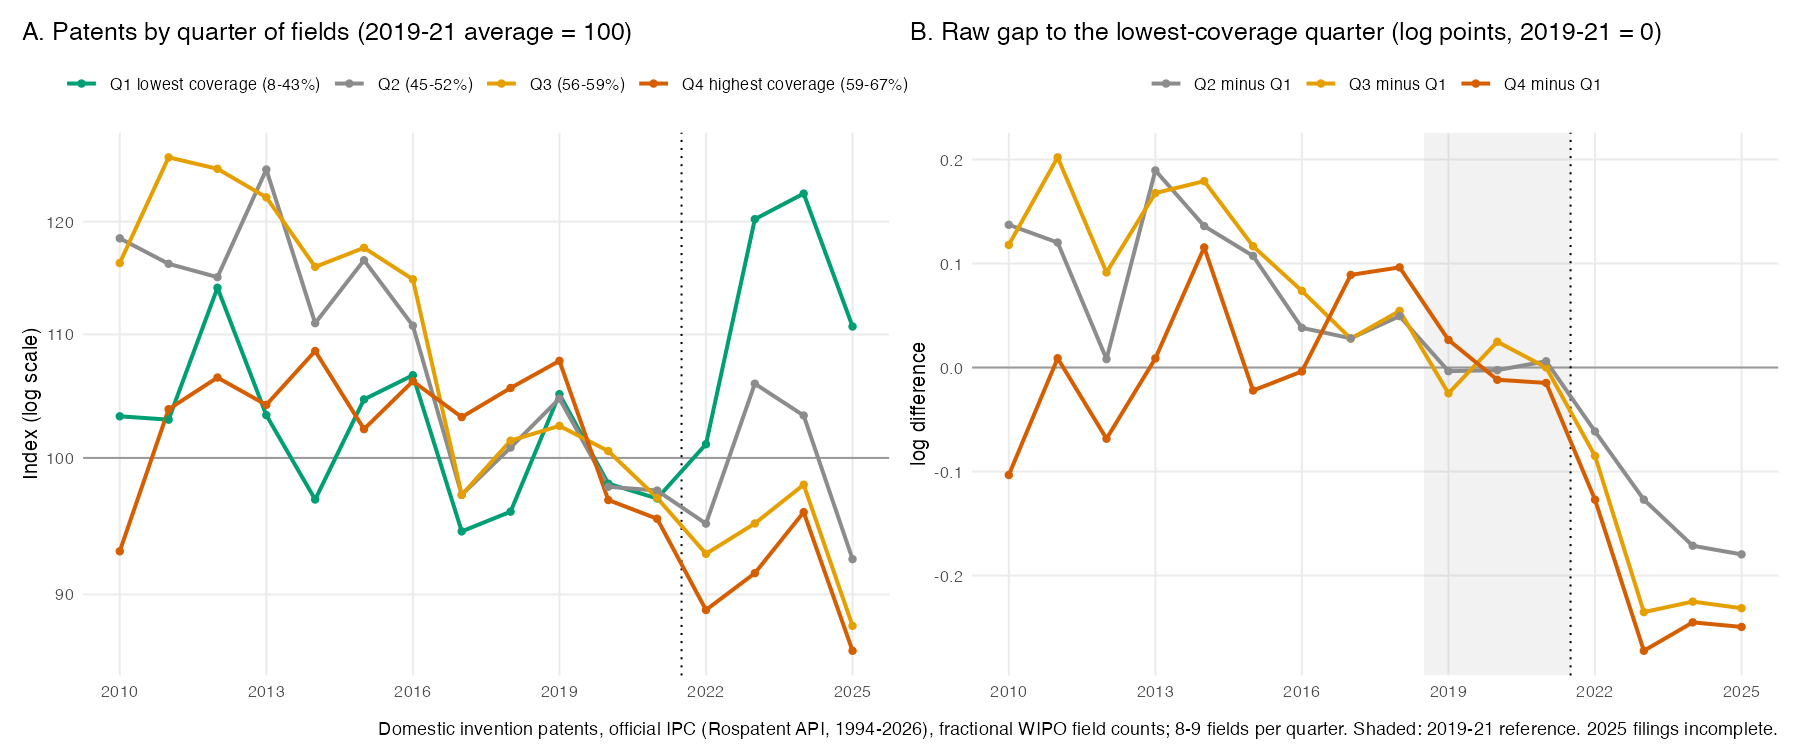 A. Patents by quarter of fields (2019-21 average = 100)
Q1 lowest coverage (8-43%)
Q2 (45-52%)
Q3 (56-59%)
Q4 highest coverage (59-67%)
Index (log scale)
120
110
100
90
2010
2013
2016
2019
2022
2025
B. Raw gap to the lowest-coverage quarter (log points, 2019-21 = 0)
Q2 minus Q1
Q3 minus Q1
Q4 minus Q1
log difference
0.2
0.1
0.0
-0.1
-0.2
2010
2013
2016
2019
2022
2025
Domestic invention patents, official IPC (Rospatent API, 1994-2026), fractional WIPO field counts; 8-9 fields per quarter. Shaded: 2019-21 reference. 2025 filings incomplete.